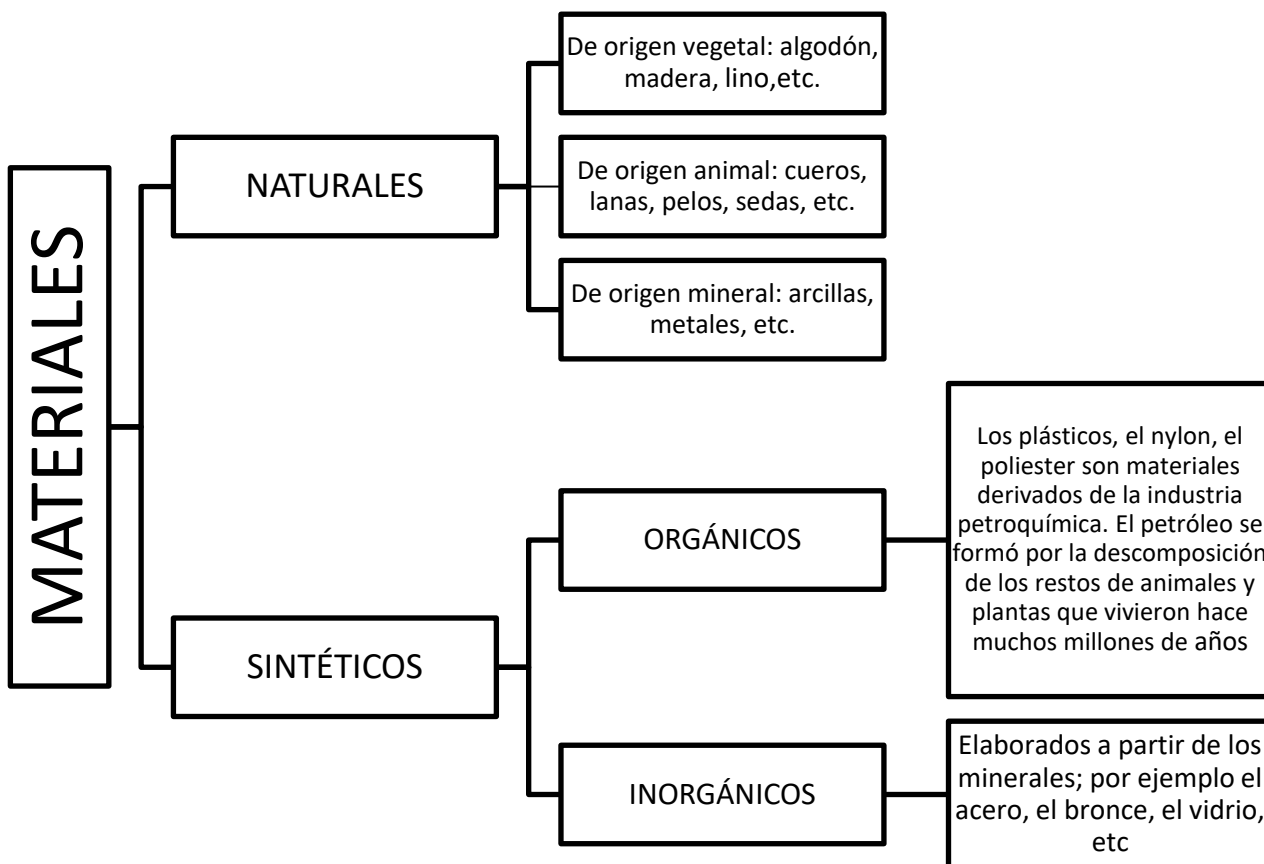 MATERIALES
NATURALES
De origen vegetal: algodón,
madera, lino,etc.
De origen animal: cueros,
lanas, pelos, sedas, etc.
De origen mineral: arcillas,
metales, etc.
SINTÉTICOS
ORGÁNICOS
Los plásticos, el nylon, el
poliester son materiales
derivados de la industria
petroquímica. El petróleo se
formó por la descomposición
de los restos de animales y
plantas que vivieron hace
muchos millones de años
INORGÁNICOS
Elaborados a partir de los
minerales; por ejemplo el
acero, el bronce, el vidrio,
etc